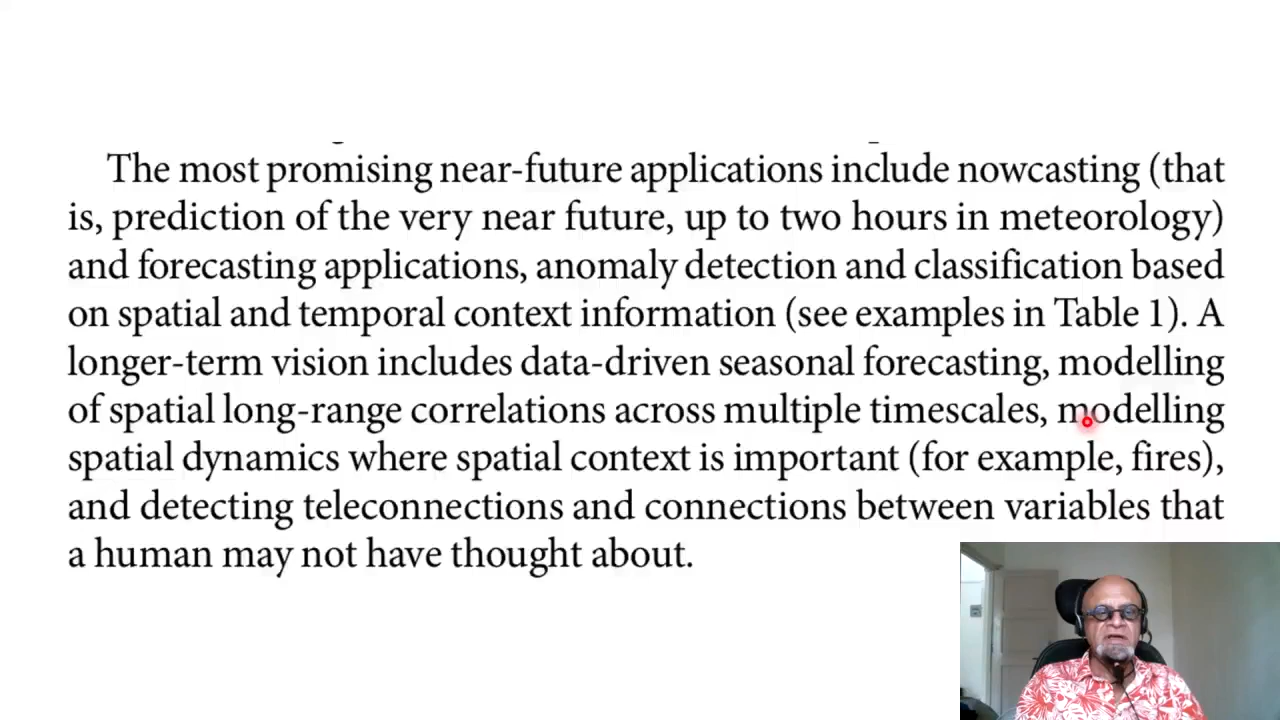 The most promising near-future applications include nowcasting (that
is, prediction of the very near future, up to two hours in meteorology)
and forecasting applications, anomaly detection and classification based
on spatial and temporal context information (see examples in Table 1). A
longer-term vision includes data-driven seasonal forecasting, modelling
of spatial long-range correlations across multiple timescales, modelling
spatial dynamics where spatial context is important (for example, fires),
and detecting teleconnections and connections between variables that
a human may not have thought about.